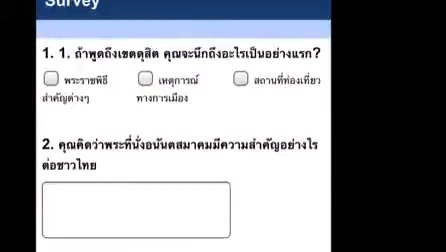 Survey
1. 1. ถ้าพูดถึงเขตดุสิต คุณจะนึกถึงอะไรเป็นอย่างแรก?
พระราชพิธี เหตุการณ์ สถานที่ท่องเที่ยว
สำคัญต่างๆ ทางการเมือง
2. คุณคิดว่าพระที่นั่งอนันตสมาคมมีความสำคัญอย่างไร
ต่อชาวไทย